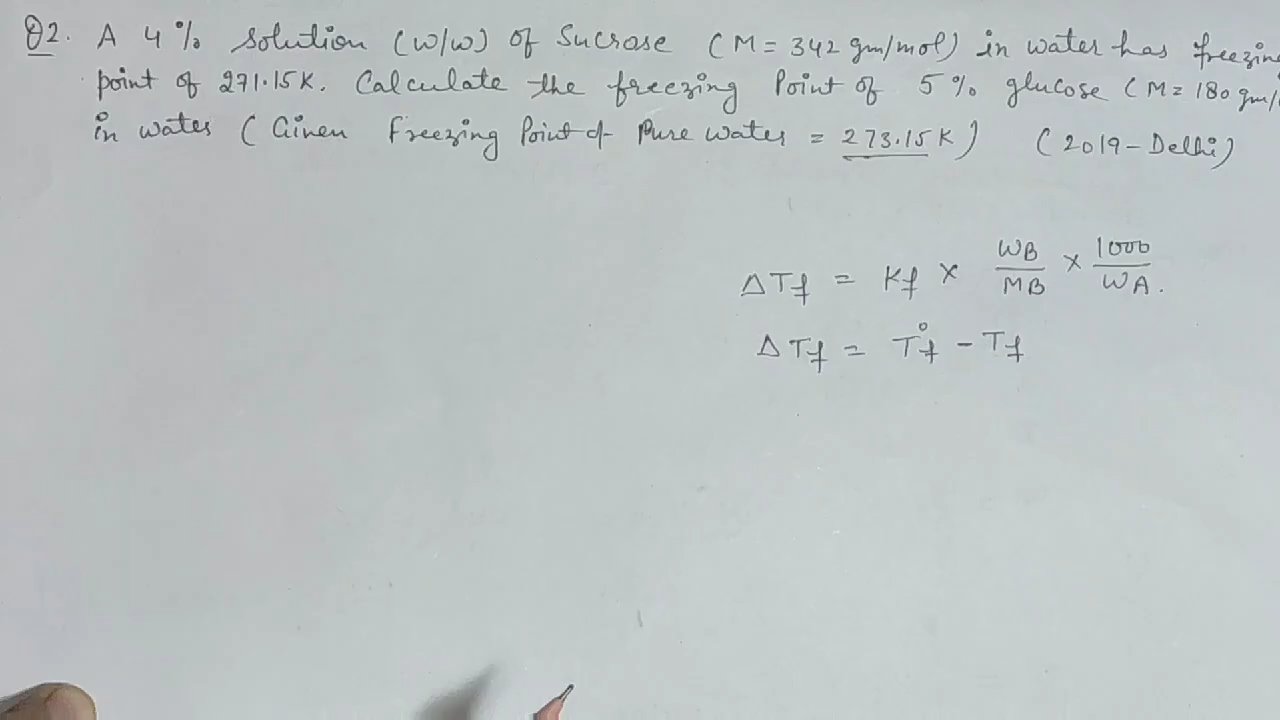 Q2. A 4% solution (w/w) of Sucrose (M = 342 gm/mol) in water has freezing
point of 271.15K. Calculate the freezing Point of 5% glucose (M = 180 gm/
in water (Given Freezing Point of Pure water = 273.15K) (2019-Delhi)
ΔTf = Kf × WB/MB × 1000/WA.
ΔTf = T°f - Tf